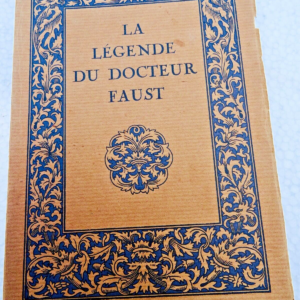 LA
LÉGENDE
DU DOCTEUR
FAUST